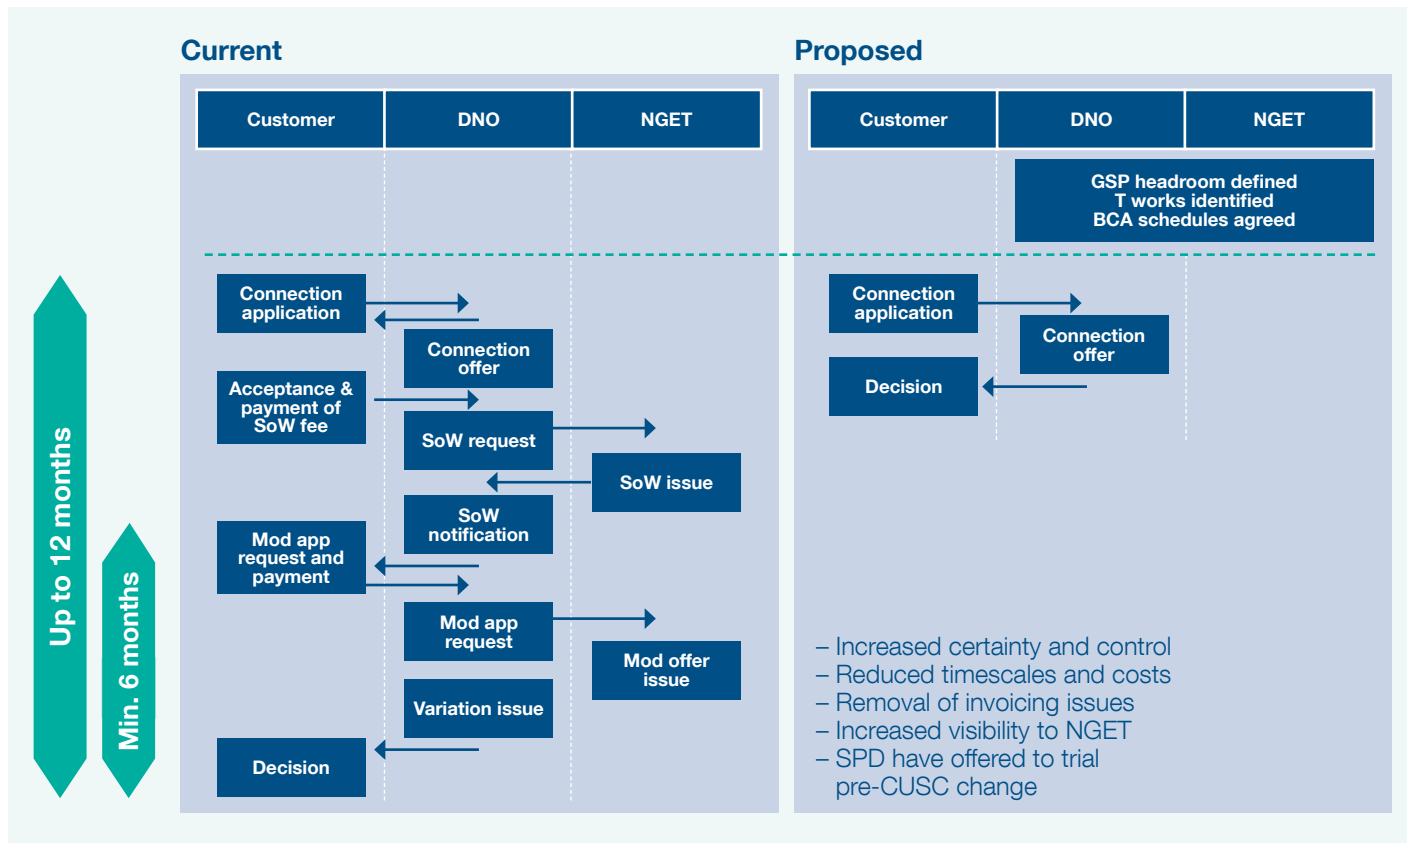 Current
Customer
DNO
NGET
Connection
application
Connection
offer
Acceptance &
payment of
SoW fee
SoW request
SoW issue
SoW
notification
Mod app
request and
payment
Mod app
request
Mod offer
issue
Variation issue
Decision
Up to 12 months
Min. 6 months
Proposed
Customer
DNO
NGET
GSP headroom defined
T works identified
BCA schedules agreed
Connection
application
Connection
offer
Decision
– Increased certainty and control
– Reduced timescales and costs
– Removal of invoicing issues
– Increased visibility to NGET
– SPD have offered to trial
pre-CUSC change